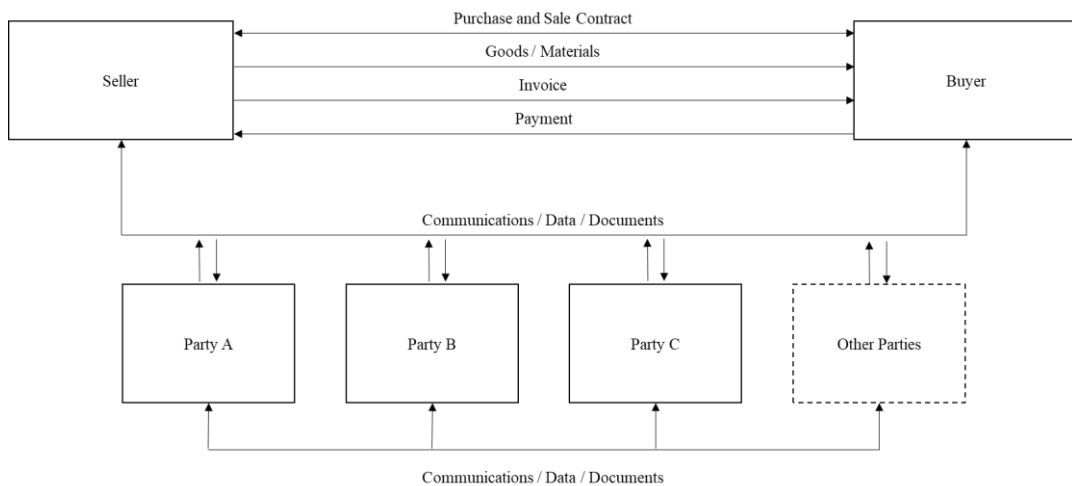 Purchase and Sale Contract
Goods / Materials
Seller
Buyer
Invoice
Payment
Communications / Data / Documents
Party A
Party B
Party C
Other Parties
Communications / Data / Documents